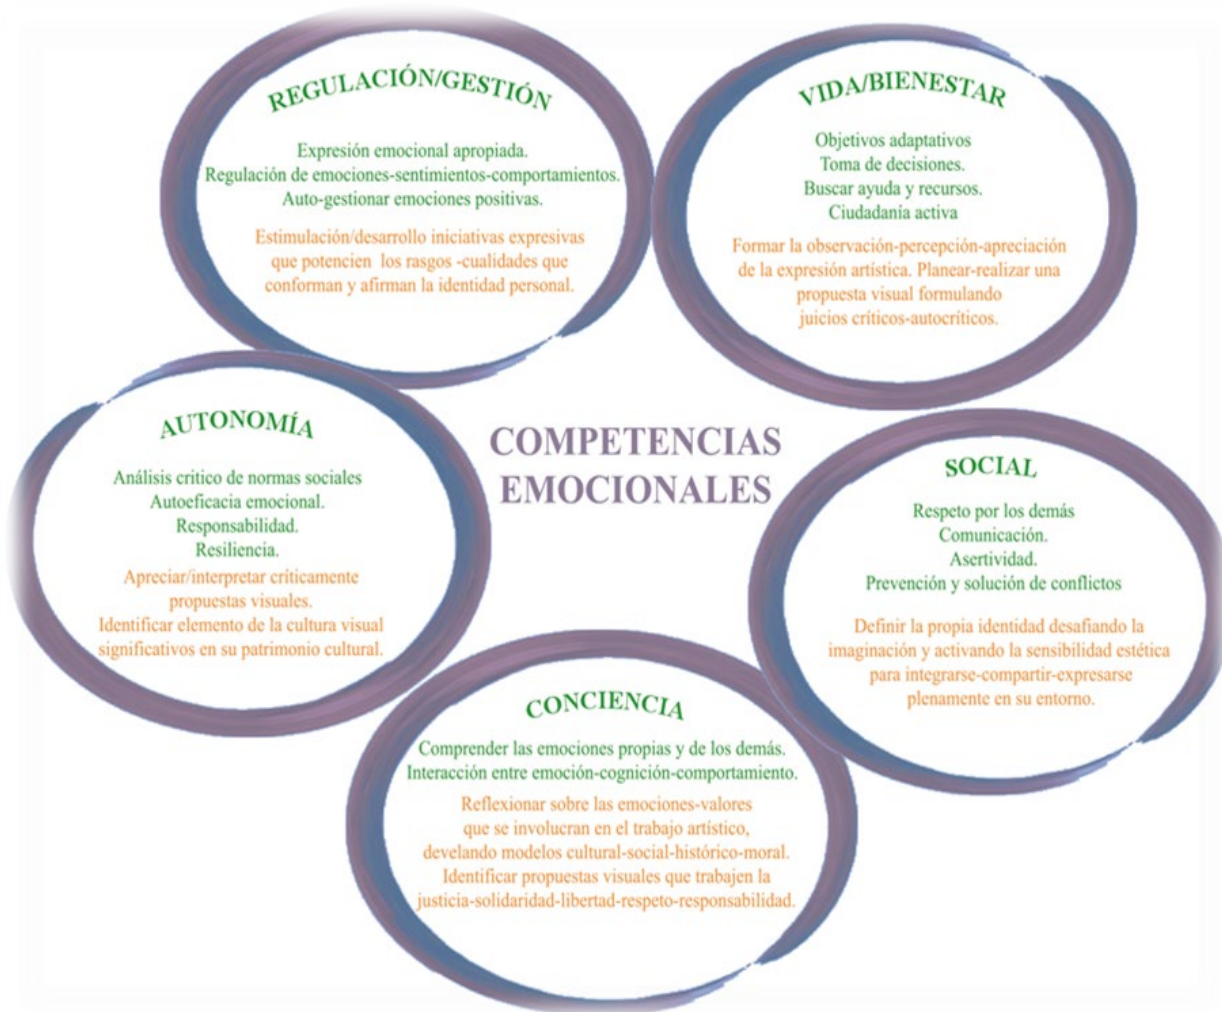 REGULACIÓN/GESTIÓN
Expresión emocional apropiada.
Regulación de emociones-sentimientos-comportamientos.
Auto-gestionar emociones positivas.
Estimulación/desarrollo iniciativas expresivas
que potencien los rasgos -cualidades que
conforman y afirman la identidad personal.
VIDA/BIENESTAR
Objetivos adaptativos
Toma de decisiones.
Buscar ayuda y recursos.
Ciudadanía activa
Formar la observación-percepción-apreciación
de la expresión artística. Planear-realizar una
propuesta visual formulando
juicios críticos-autocríticos.
AUTONOMÍA
Análisis critico de normas sociales
Autoeficacia emocional.
Responsabilidad.
Resiliencia.
Apreciar/interpretar críticamente
propuestas visuales.
Identificar elemento de la cultura visual
significativos en su patrimonio cultural.
COMPETENCIAS
EMOCIONALES
SOCIAL
Respeto por los demás
Comunicación.
Asertividad.
Prevención y solución de conflictos
Definir la propia identidad desafiando la
imaginación y activando la sensibilidad estética
para integrarse-compartir-expresarse
plenamente en su entorno.
CONCIENCIA
Comprender las emociones propias y de los demás.
Interacción entre emoción-cognición-comportamiento.
Reflexionar sobre las emociones-valores
que se involucran en el trabajo artístico,
develando modelos cultural-social-histórico-moral.
Identificar propuestas visuales que trabajen la
justicia-solidaridad-libertad-respeto-responsabilidad.